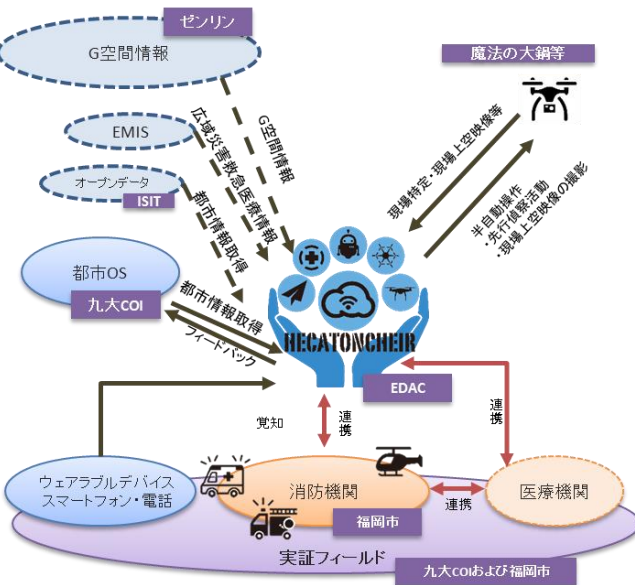 ゼンリン
G空間情報
魔法の大鍋等
EMIS
オープンデータ
ISIT
G空間情報
広域災害救急医療情報
都市情報取得
現場特定・現場上空映像等
半自動操作
・先行偵察活動
・現場上空映像の撮影
都市OS
九大COI
都市情報取得
フィードバック
HECATONCHEIR
EDAC
覚知
連携
連携
ウェアラブルデバイス
スマートフォン・電話
消防機関
福岡市
連携
医療機関
実証フィールド
九大COIおよび福岡市